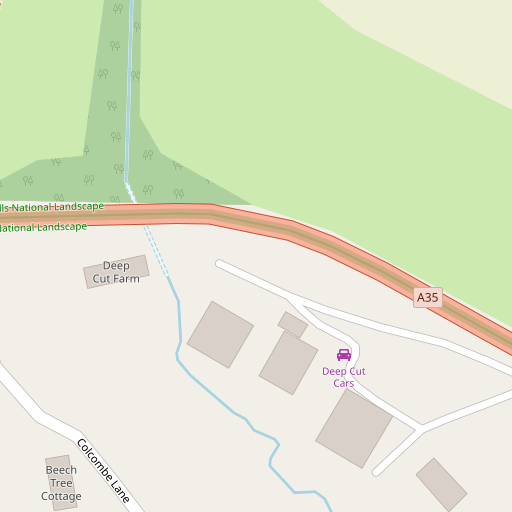 lls National Landscape
National Landscape
Deep
Cut Farm
A35
Deep Cut
Cars
Colcombe Lane
Beech
Tree
Cottage